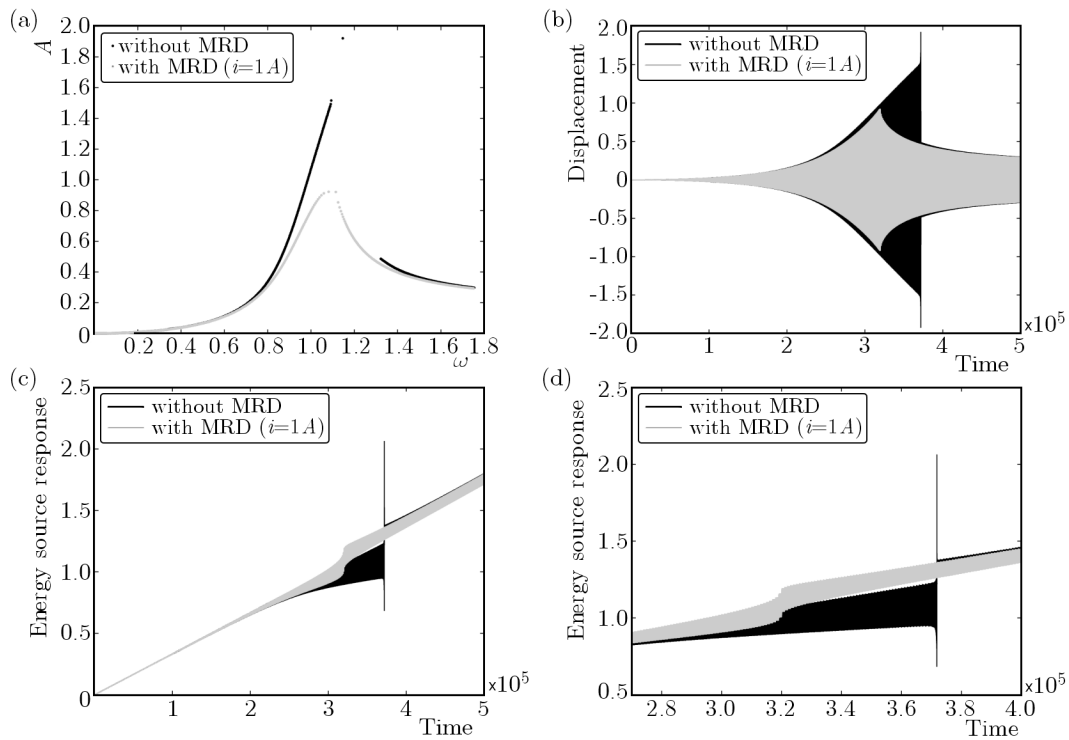 (a)
A
2.0
1.8
1.6
1.4
1.2
1.0
0.8
0.6
0.4
0.2
0
without MRD
with MRD (i=1A)
0.2 0.4 0.6 0.8 1.0 1.2 1.4 1.6 1.8
ω
(b)
Displacement
2.0
1.5
1.0
0.5
0
-0.5
-1.0
-1.5
-2.0
without MRD
with MRD (i=1A)
0 1 2 3 4 5
×10⁵
Time
(c)
Energy source response
2.5
2.0
1.5
1.0
0.5
0
without MRD
with MRD (i=1A)
1 2 3 4 5
×10⁵
Time
(d)
Energy source response
2.5
2.0
1.5
1.0
0.5
without MRD
with MRD (i=1A)
2.8 3.0 3.2 3.4 3.6 3.8 4.0
×10⁵
Time